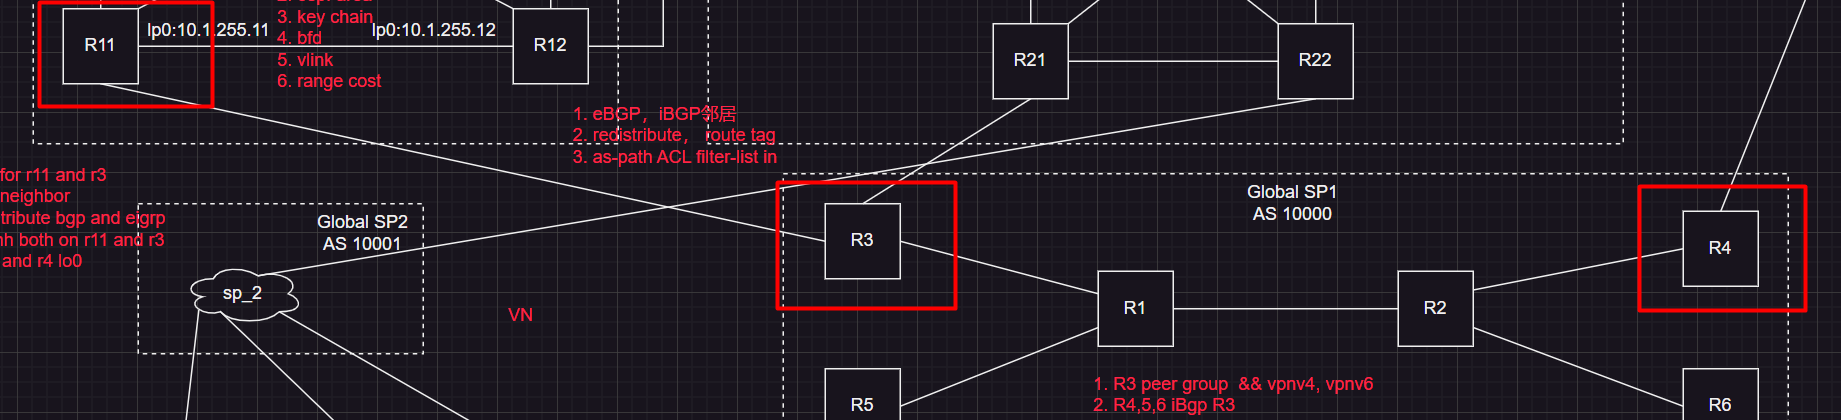 2. ospf area
3. key chain
lp0:10.1.255.11
lp0:10.1.255.12
R11
4. bfd
R12
5. vlink
6. range cost
R21
R22
1. eBGP，iBGP邻居
2. redistribute， route tag
3. as-path ACL filter-list in
for r11 and r3
neighbor
tribute bgp and eigrp
nh both on r11 and r3
and r4 lo0
Global SP2
AS 10001
sp_2
VN
Global SP1
AS 10000
R3
R4
R1
R2
1. R3 peer group && vpnv4, vpnv6
2. R4,5,6 iBgp R3
R5
R6